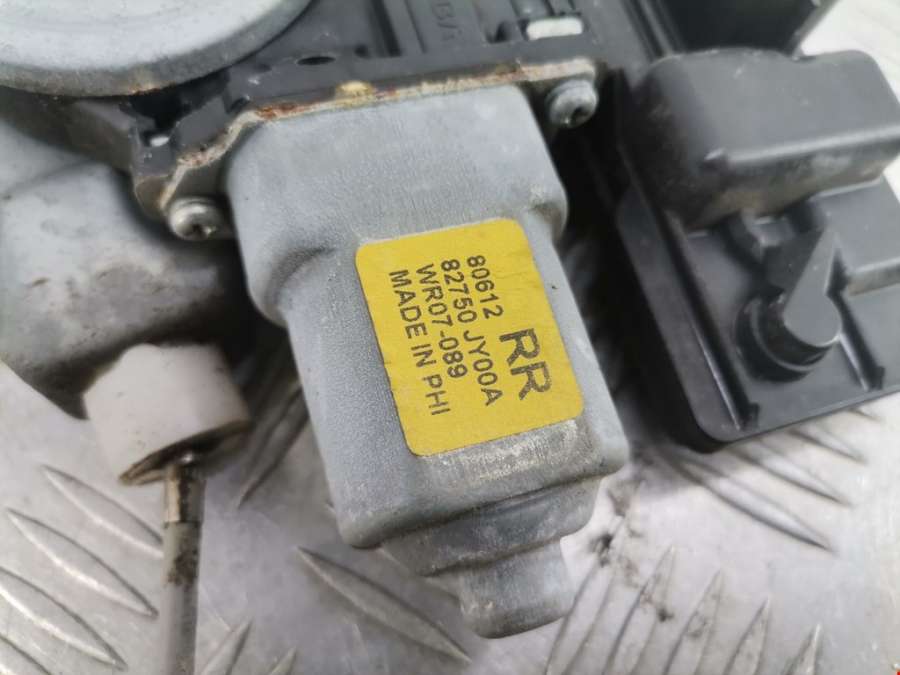 80612
82750 JY00A
WR07-089
MADE IN PHI
RR